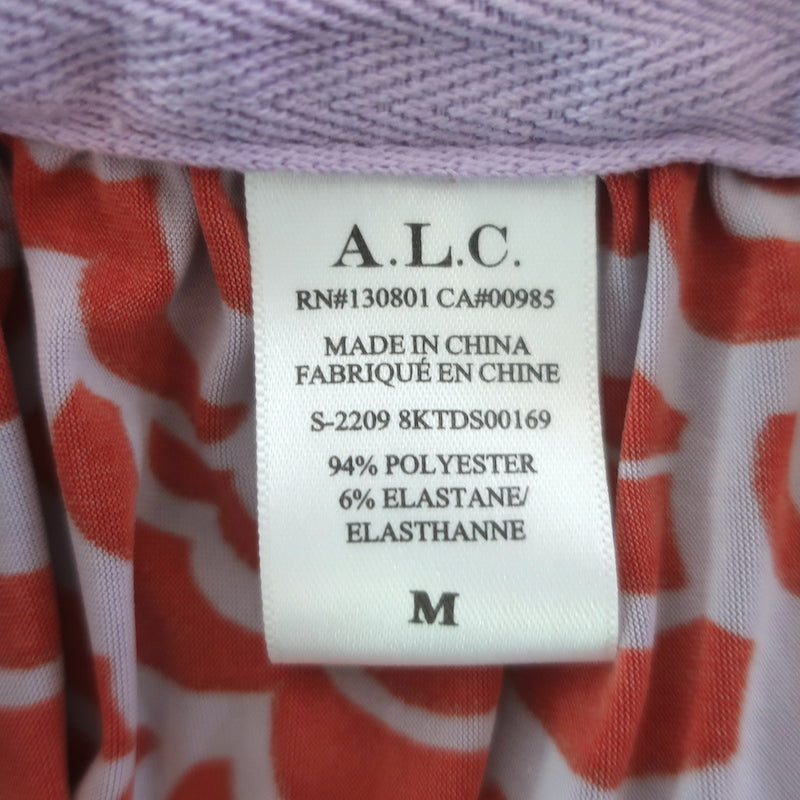 A.L.C.
RN#130801 CA#00985
MADE IN CHINA
FABRIQUÉ EN CHINE
S-2209 8KTDS00169
94% POLYESTER
6% ELASTANE/
ELASTHANNE
M